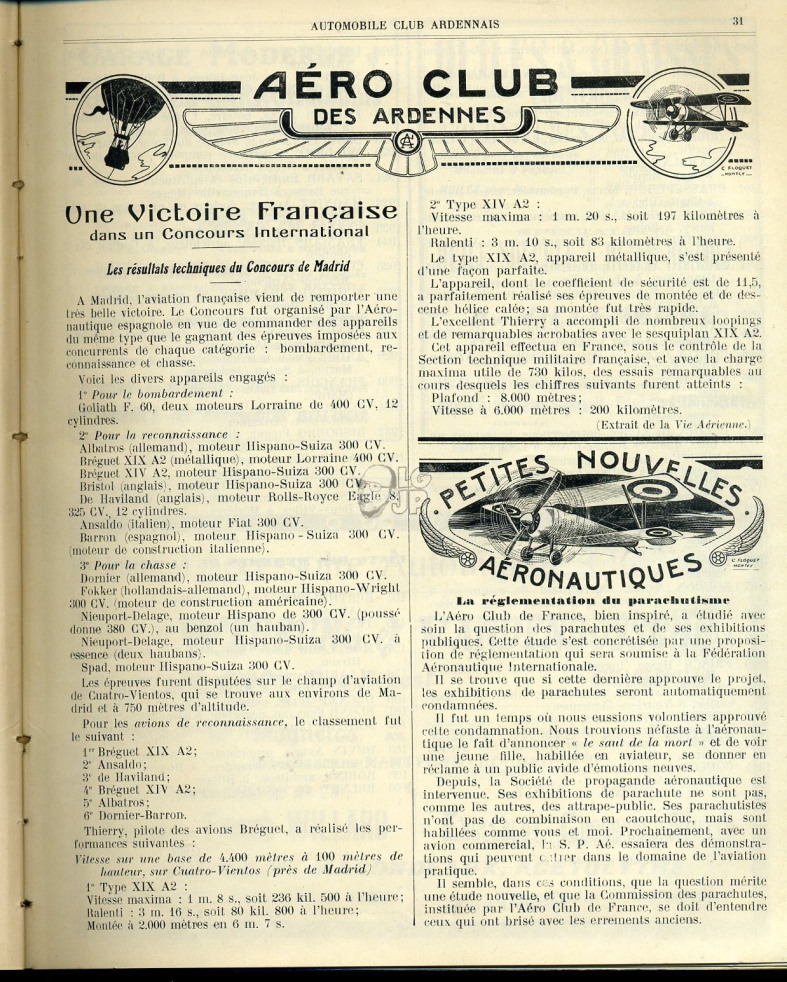 AUTOMOBILE CLUB ARDENNAIS
31
AÉRO CLUB
DES ARDENNES
C. FLOQUET
MONTCY
Une Victoire Française
dans un Concours International
Les résultats techniques du Concours de Madrid
A Madrid, l'aviation française vient de remporter une
très belle victoire. Le Concours fut organisé par l'Aéro-
nautique espagnole en vue de commander des appareils
du même type que le gagnant des épreuves imposées aux
concurrents de chaque catégorie : bombardement, re-
connaissance et chasse.
Voici les divers appareils engagés :
1° Pour le bombardement :
Goliath F. 60, deux moteurs Lorraine de 400 CV, 12
cylindres.
2° Pour la reconnaissance :
Albatros (allemand), moteur Hispano-Suiza 300 CV.
Bréguet XIX A2 (métallique), moteur Lorraine 400 CV.
Bréguet XIV A2, moteur Hispano-Suiza 300 CV.
Bristol (anglais), moteur Hispano-Suiza 300 CV.
De Haviland (anglais), moteur Rolls-Royce Eagle 8,
325 CV., 12 cylindres.
Ansaldo (italien), moteur Fiat 300 CV.
Barron (espagnol), moteur Hispano-Suiza 300 CV.
(moteur de construction italienne).
3° Pour la chasse :
Dornier (allemand), moteur Hispano-Suiza 300 CV.
Fokker (hollandais-allemand), moteur Hispano-Wright
300 CV. (moteur de construction américaine).
Nieuport-Delage, moteur Hispano de 300 CV. (poussé
donne 380 CV.), au benzol (un hauban).
Nieuport-Delage, moteur Hispano-Suiza 300 CV. à
essence (deux haubans).
Spad, moteur Hispano-Suiza 300 CV.
Les épreuves furent disputées sur le champ d'aviation
de Cuatro-Vientos, qui se trouve aux environs de Ma-
drid et à 750 mètres d'altitude.
Pour les avions de reconnaissance, le classement fut
le suivant :
1er Bréguet XIX A2;
2e Ansaldo;
3e de Haviland;
4e Bréguet XIV A2;
5e Albatros;
6e Dornier-Barron.
Thierry, pilote des avions Bréguet, a réalisé les per-
formances suivantes :
Vitesse sur une base de 4.400 mètres à 100 mètres de
hauteur, sur Cuatro-Vientos (près de Madrid)
1° Type XIX A2 :
Vitesse maxima : 1 m. 8 s., soit 236 kil. 500 à l'heure;
Ralenti : 3 m. 16 s., soit 80 kil. 800 à l'heure;
Montée à 2.000 mètres en 6 m. 7 s.
2° Type XIV A2 :
Vitesse maxima : 1 m. 20 s., soit 197 kilomètres à
l'heure.
Ralenti : 3 m. 10 s., soit 83 kilomètres à l'heure.
Le type XIX A2, appareil métallique, s'est présenté
d'une façon parfaite.
L'appareil, dont le coefficient de sécurité est de 11,5,
a parfaitement réalisé ses épreuves de montée et de des-
cente hélice calée; sa montée fut très rapide.
L'excellent Thierry a accompli de nombreux loopings
et de remarquables acrobaties avec le sesquiplan XIX A2.
Cet appareil effectua en France, sous le contrôle de la
Section technique militaire française, et avec la charge
maxima utile de 730 kilos, des essais remarquables au
cours desquels les chiffres suivants furent atteints :
Plafond : 8.000 mètres;
Vitesse à 6.000 mètres : 200 kilomètres.
(Extrait de la Vie Aérienne.)
PETITES NOUVELLES
AÉRONAUTIQUES
C. FLOQUET
MONTCY
La réglementation du parachutisme
L'Aéro Club de France, bien inspiré, a étudié avec
soin la question des parachutes et de ses exhibitions
publiques. Cette étude s'est concrétisée par une proposi-
tion de réglementation qui sera soumise à la Fédération
Aéronautique Internationale.
Il se trouve que si cette dernière approuve le projet,
les exhibitions de parachutes seront automatiquement
condamnées.
Il fut un temps où nous eussions volontiers approuvé
cette condamnation. Nous trouvions néfaste à l'aéronau-
tique le fait d'annoncer « le saut de la mort » et de voir
une jeune fille, habillée en aviateur, se donner en
réclame à un public avide d'émotions neuves.
Depuis, la Société de propagande aéronautique est
intervenue. Ses exhibitions de parachute ne sont pas,
comme les autres, des attrape-public. Ses parachutistes
n'ont pas de combinaison en caoutchouc, mais sont
habillées comme vous et moi. Prochainement, avec un
avion commercial, la S. P. Aé. essaiera des démonstra-
tions qui peuvent entrer dans le domaine de l'aviation
pratique.
Il semble, dans ces conditions, que la question mérite
une étude nouvelle, et que la Commission des parachutes,
instituée par l'Aéro Club de France, se doit d'entendre
ceux qui ont brisé avec les errements anciens.